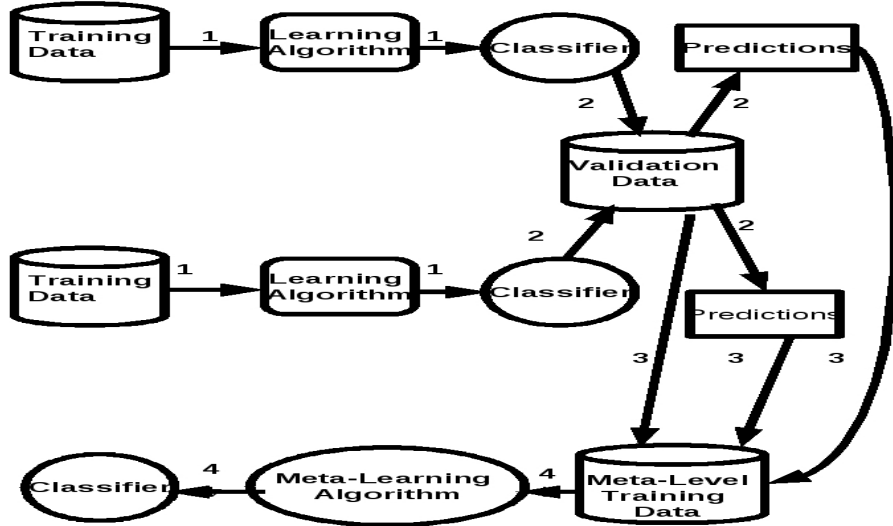 Training
Data
1
Learning
Algorithm
1
Classifier
Predictions
2
2
Validation
Data
Training
Data
1
Learning
Algorithm
1
Classifier
2
2
Predictions
3
3
3
Classifier
4
Meta-Learning
Algorithm
4
Meta-Level
Training
Data